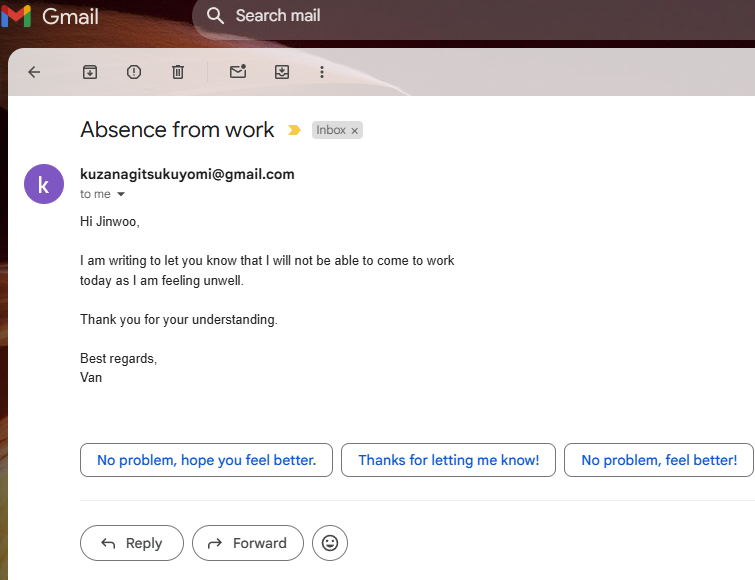 Gmail
Search mail
Absence from work
Inbox ×
k
kuzanagitsukuyomi@gmail.com
to me
Hi Jinwoo,
I am writing to let you know that I will not be able to come to work
today as I am feeling unwell.
Thank you for your understanding.
Best regards,
Van
No problem, hope you feel better.
Thanks for letting me know!
No problem, feel better!
Reply
Forward